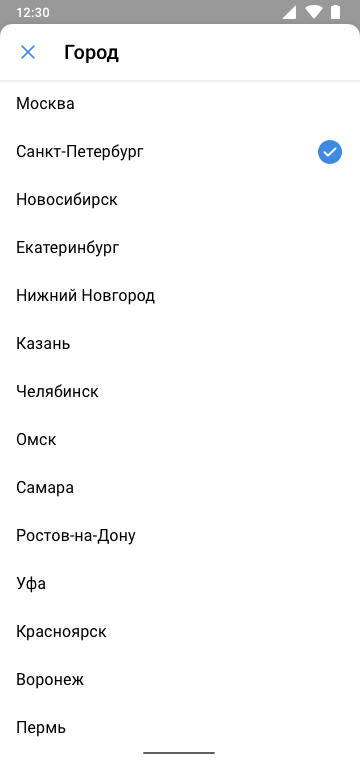 12:30
Город
Москва
Санкт-Петербург
Новосибирск
Екатеринбург
Нижний Новгород
Казань
Челябинск
Омск
Самара
Ростов-на-Дону
Уфа
Красноярск
Воронеж
Пермь